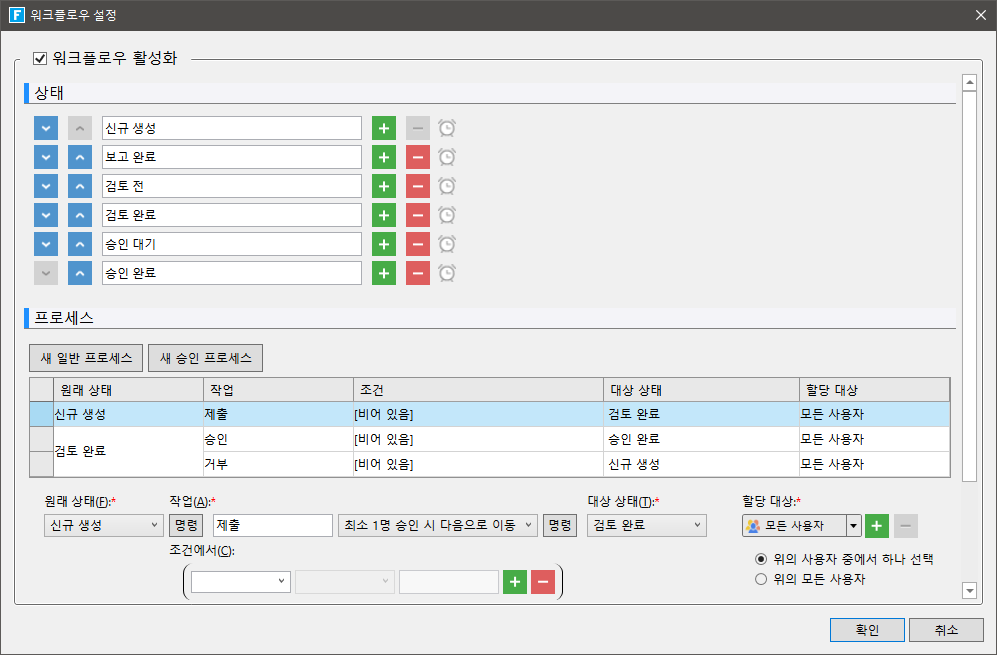 F 워크플로우 설정
워크플로우 활성화
상태
신규 생성
보고 완료
검토 전
검토 완료
승인 대기
승인 완료
프로세스
새 일반 프로세스 새 승인 프로세스
원래 상태 작업 조건 대상 상태 할당 대상
신규 생성 제출 [비어 있음] 검토 완료 모든 사용자
검토 완료 승인 [비어 있음] 승인 완료 모든 사용자
거부 [비어 있음] 신규 생성 모든 사용자
원래 상태(F):* 작업(A):* 대상 상태(T):* 할당 대상:*
신규 생성 명령 제출 최소 1명 승인 시 다음으로 이동 명령 검토 완료 모든 사용자
조건에서(C):
위의 사용자 중에서 하나 선택
위의 모든 사용자
확인 취소